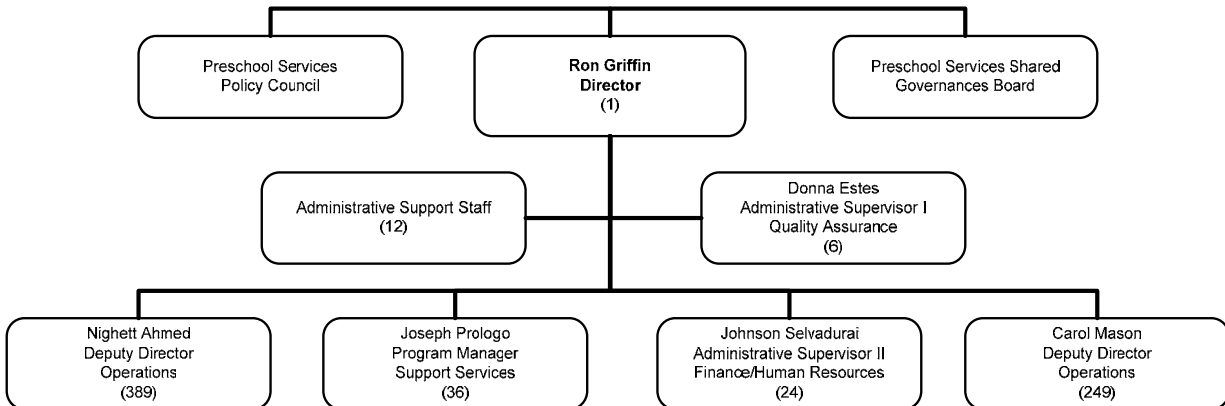 Preschool Services
Policy Council
Ron Griffin
Director
(1)
Preschool Services Shared
Governances Board
Administrative Support Staff
(12)
Donna Estes
Administrative Supervisor I
Quality Assurance
(6)
Nighett Ahmed
Deputy Director
Operations
(389)
Joseph Prologo
Program Manager
Support Services
(36)
Johnson Selvadurai
Administrative Supervisor II
Finance/Human Resources
(24)
Carol Mason
Deputy Director
Operations
(249)